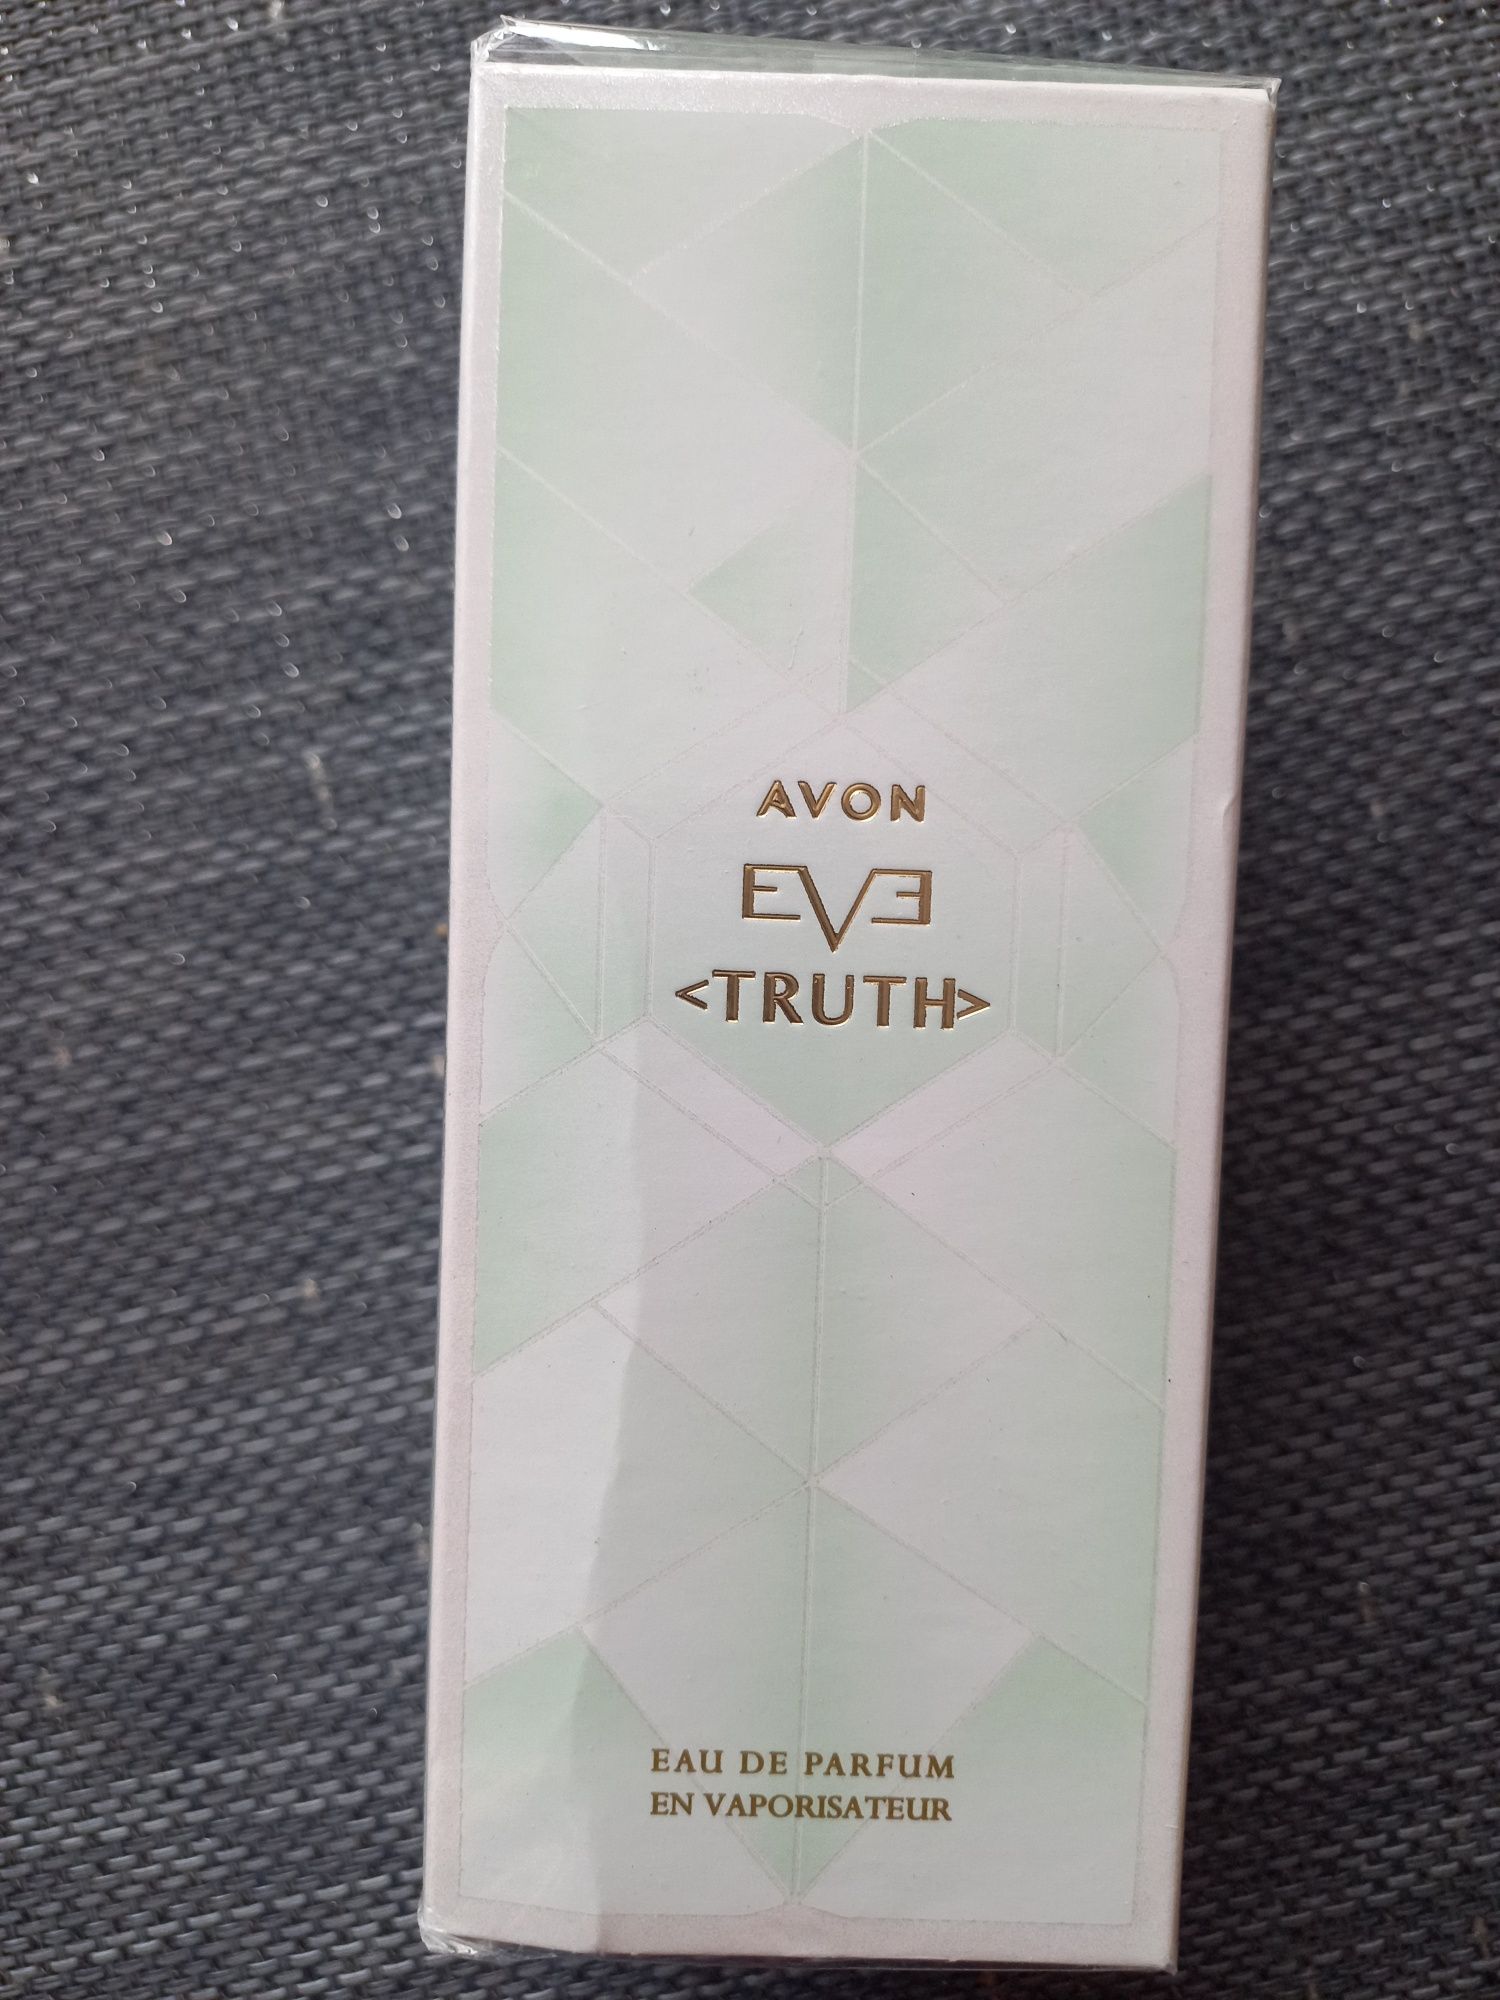 AVON
EVE
<TRUTH>
EAU DE PARFUM
EN VAPORISATEUR